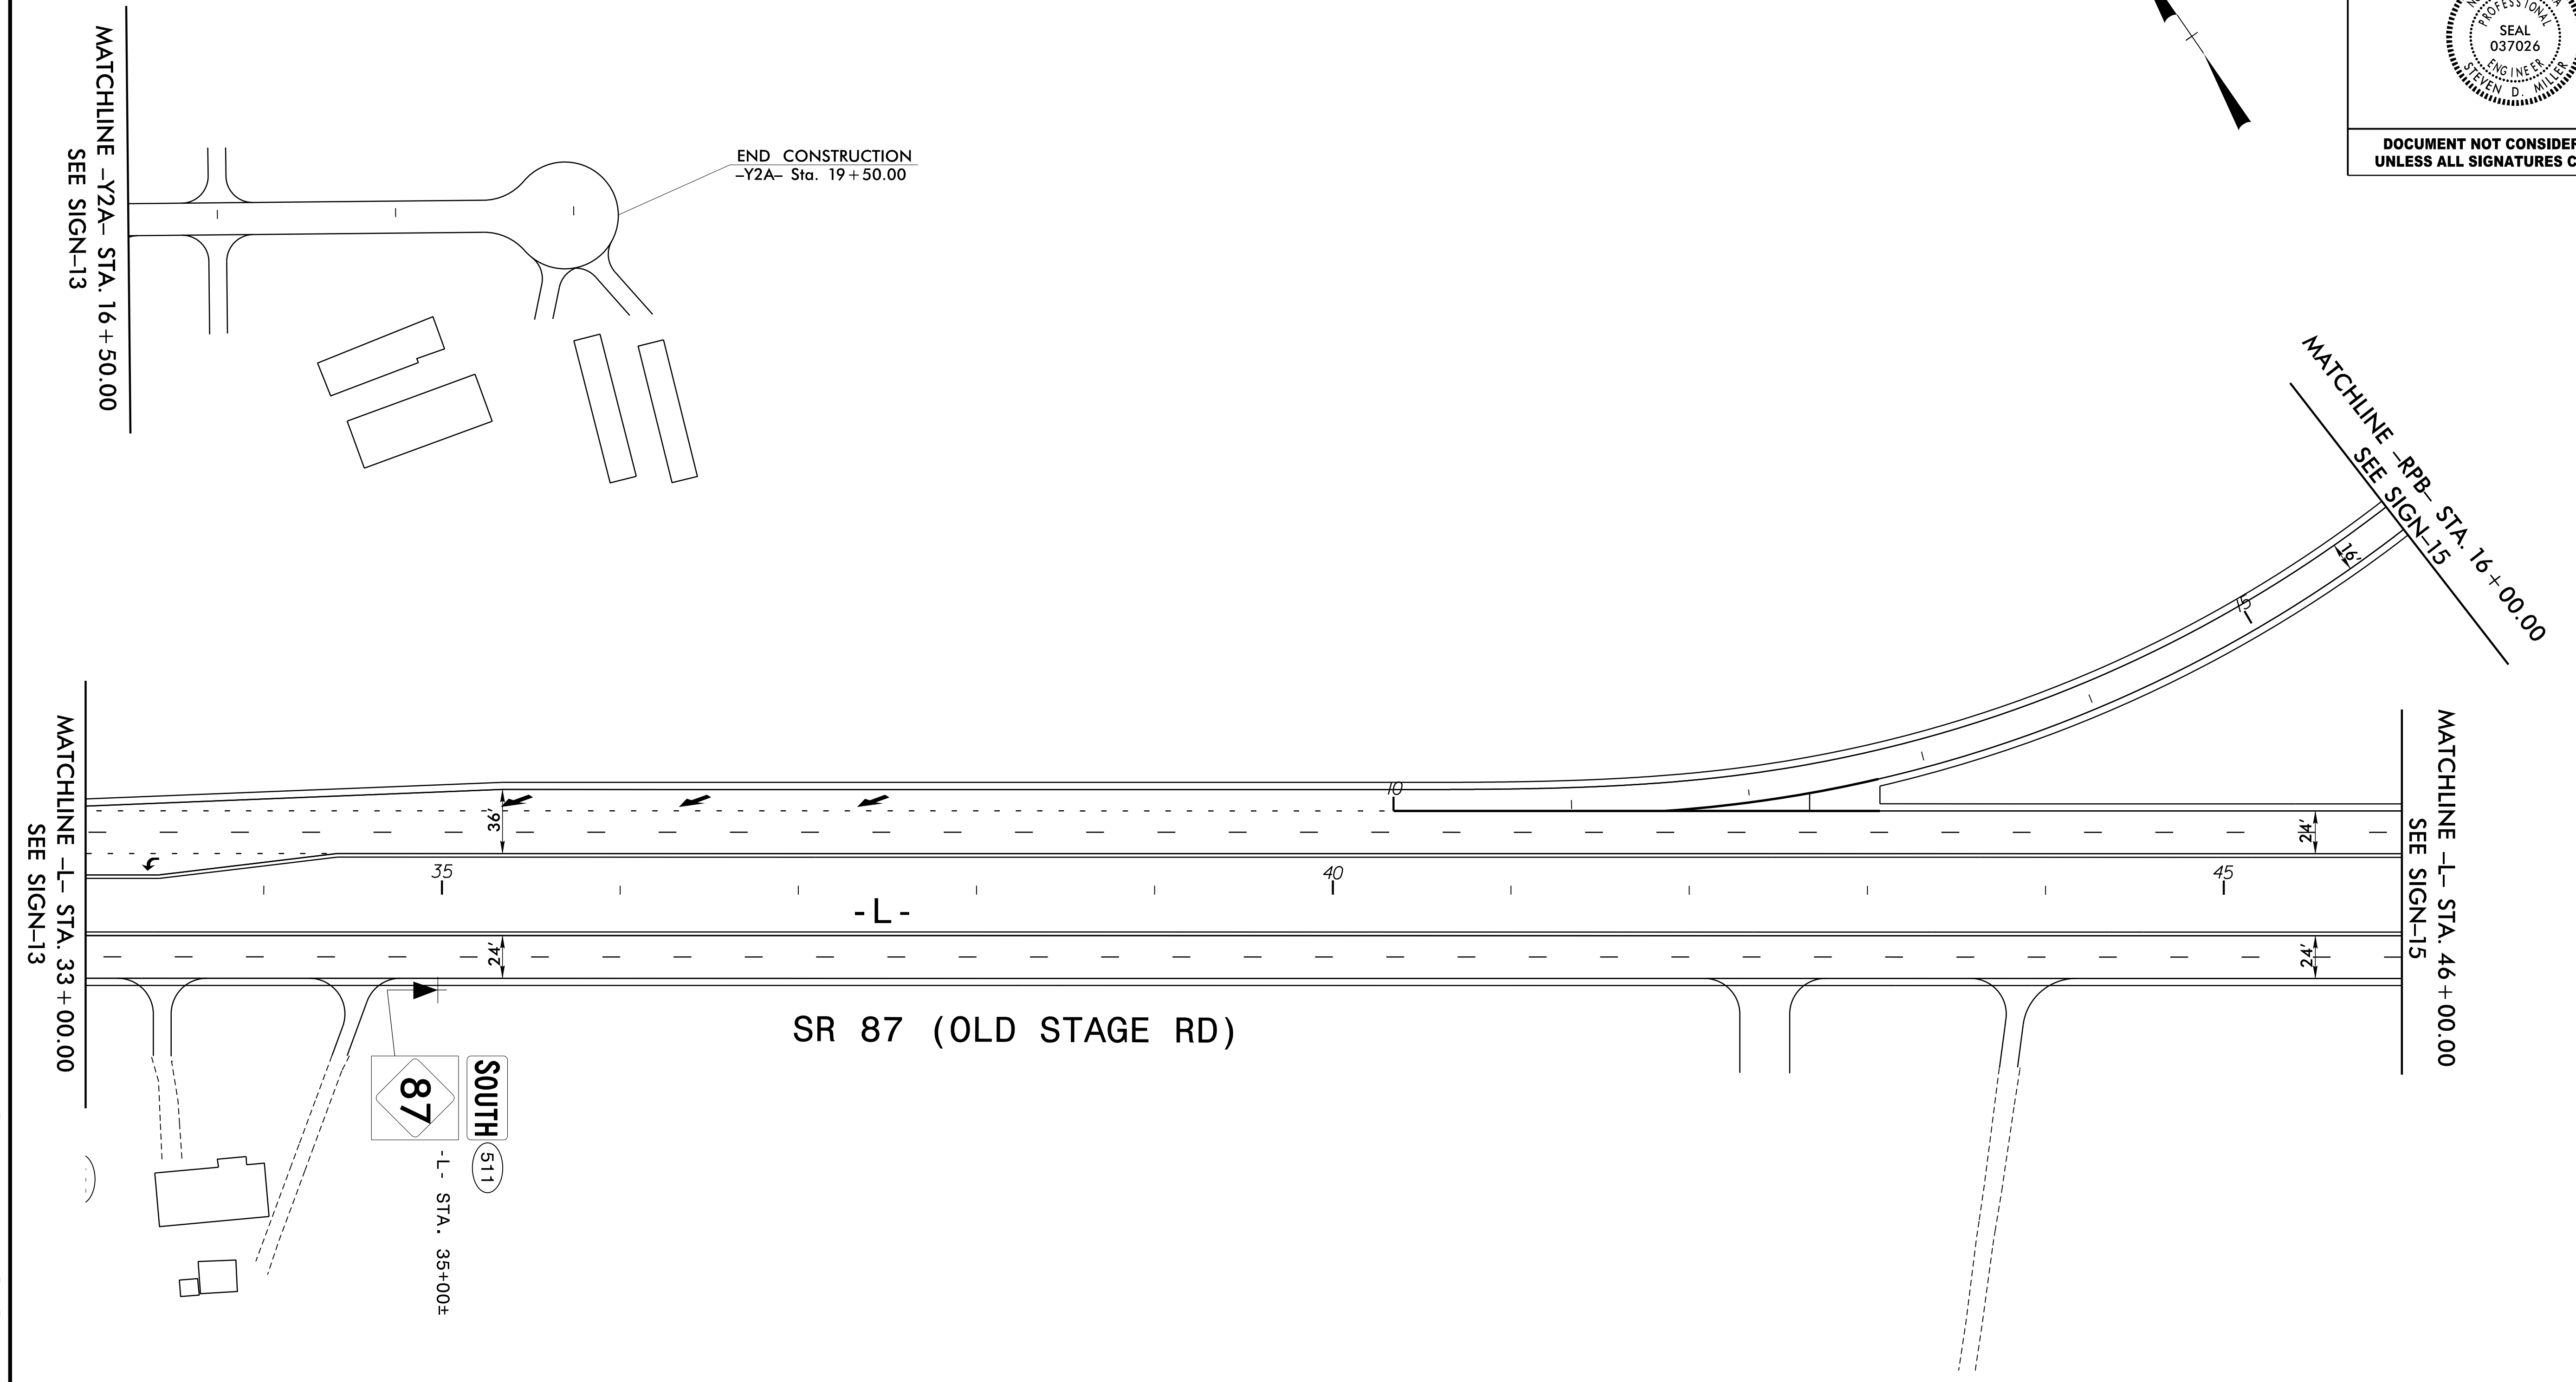 MATCHLINE –Y2A– STA. 16+50.00
SEE SIGN–13
END CONSTRUCTION
–Y2A– Sta. 19+50.00
PROFESSIONAL
SEAL
037026
ENGINEER
STEVEN D. MILLER
DOCUMENT NOT CONSIDER
UNLESS ALL SIGNATURES C
MATCHLINE –RPB– STA. 16+00.00
SEE SIGN–15
16'
15
MATCHLINE –L– STA. 33+00.00
SEE SIGN–13
36'
10
24'
35
40
45
-L-
24'
24'
MATCHLINE –L– STA. 46+00.00
SEE SIGN–15
SR 87 (OLD STAGE RD)
SOUTH
87
511
-L- STA. 35+00±